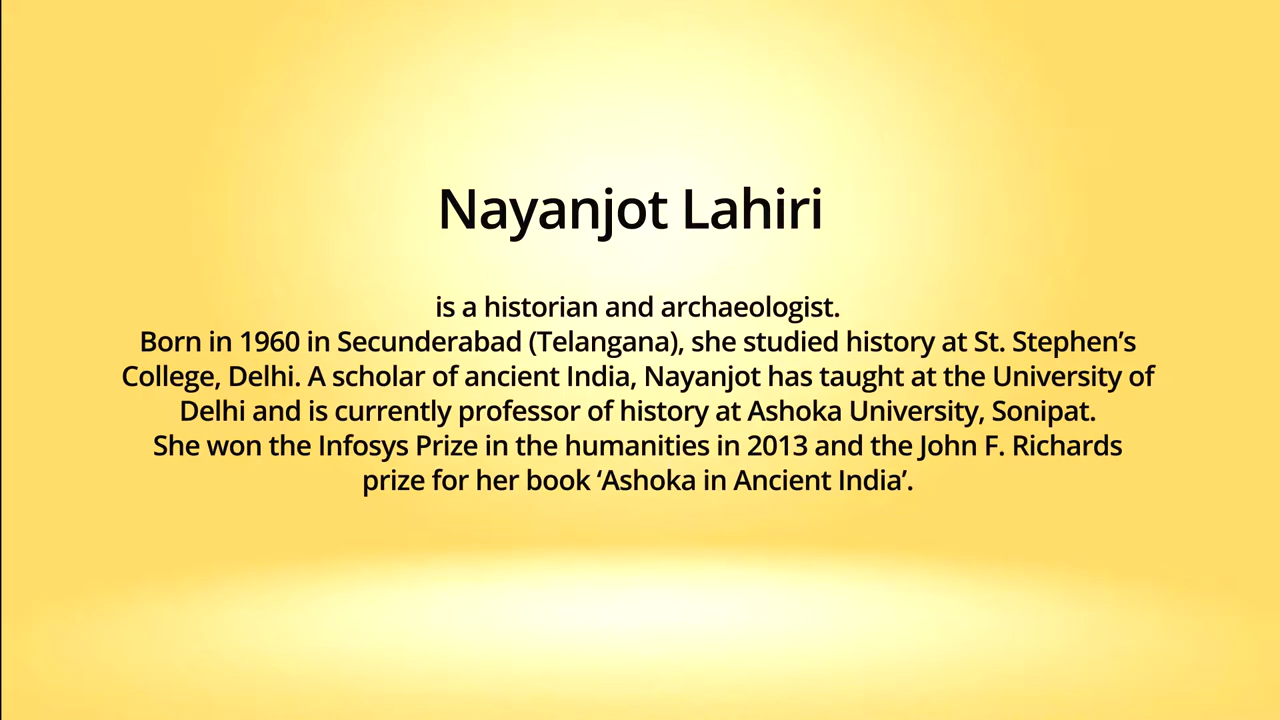 Nayanjot Lahiri
is a historian and archaeologist.
Born in 1960 in Secunderabad (Telangana), she studied history at St. Stephen’s
College, Delhi. A scholar of ancient India, Nayanjot has taught at the University of
Delhi and is currently professor of history at Ashoka University, Sonipat.
She won the Infosys Prize in the humanities in 2013 and the John F. Richards
prize for her book ‘Ashoka in Ancient India’.